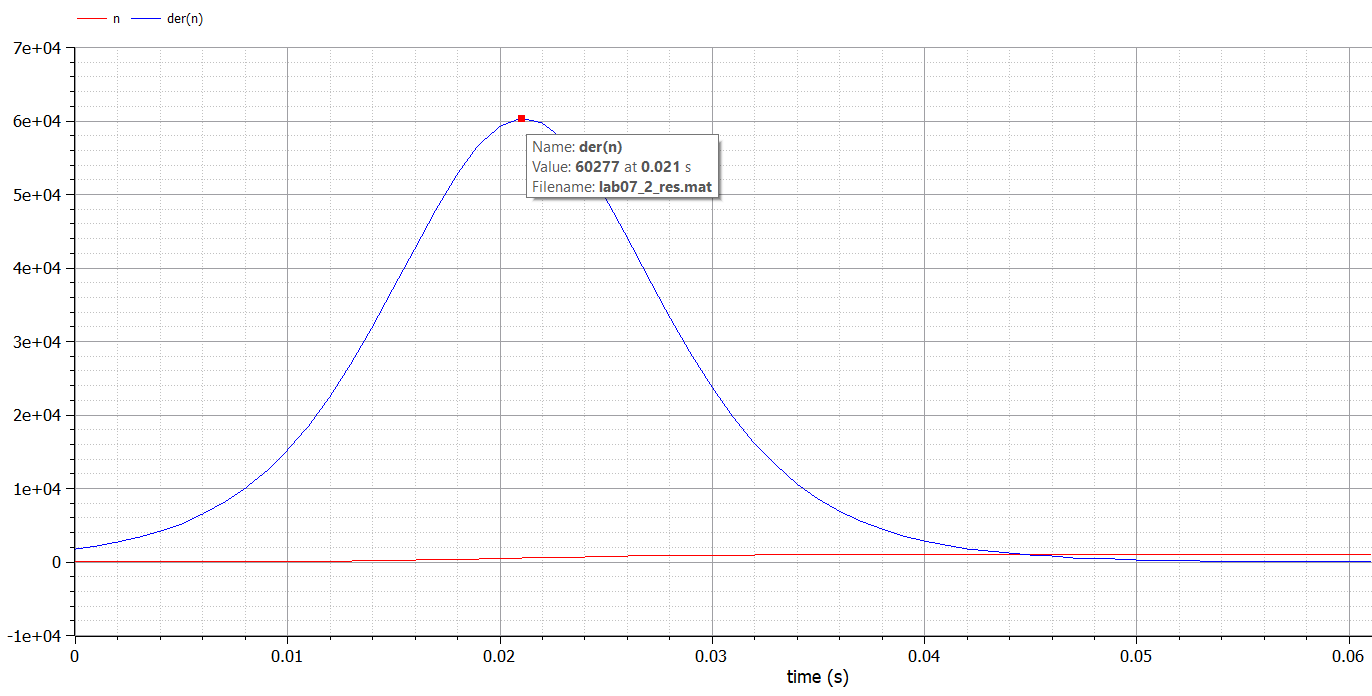 n der(n)
7e+04
6e+04
Name: der(n)
Value: 60277 at 0.021 s
Filename: lab07_2_res.mat
5e+04
4e+04
3e+04
2e+04
1e+04
0
-1e+04
0 0.01 0.02 0.03 0.04 0.05 0.06
time (s)